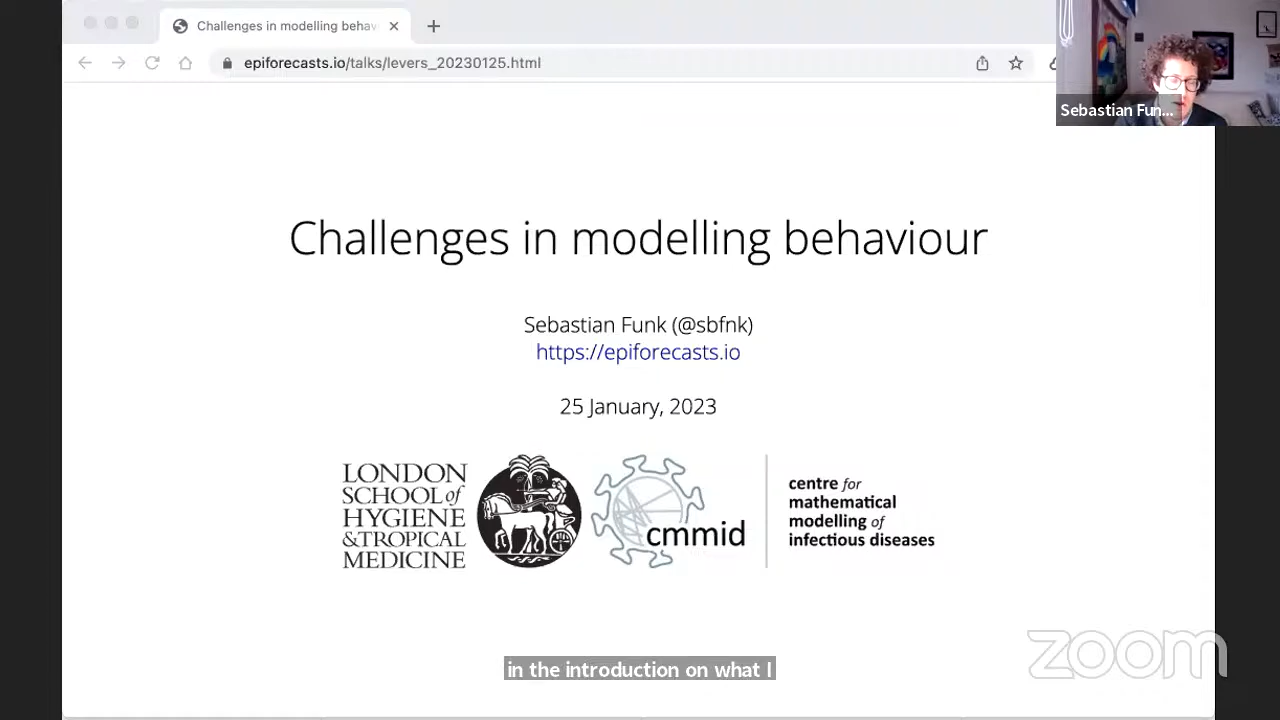 Challenges in modelling behav
epiforecasts.io/talks/levers_20230125.html
Sebastian Fun...
Challenges in modelling behaviour
Sebastian Funk (@sbfnk)
https://epiforecasts.io
25 January, 2023
LONDON
SCHOOL of
HYGIENE
&TROPICAL
MEDICINE
cmmid
centre for
mathematical
modelling of
infectious diseases
in the introduction on what I
zoom